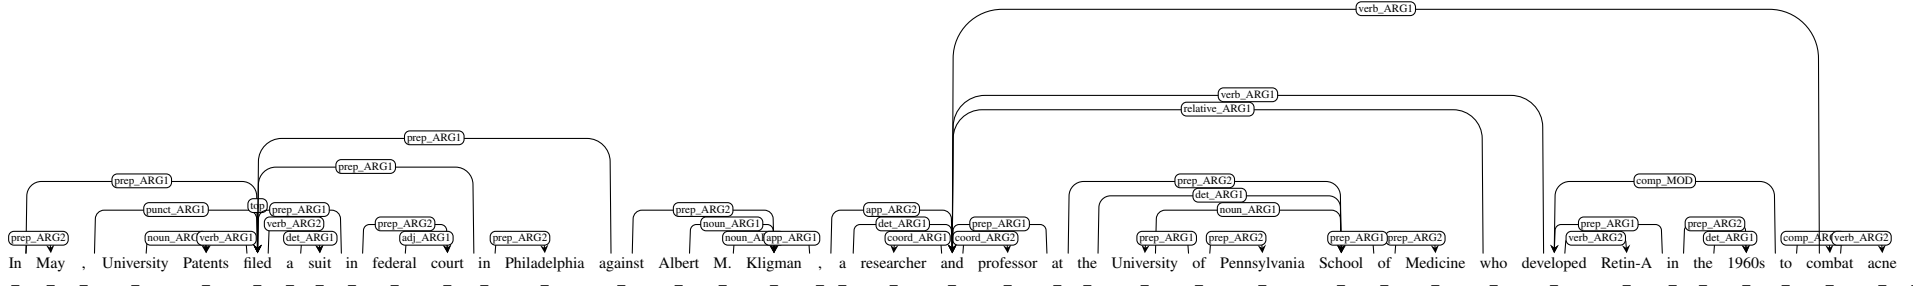 verb_ARG1
verb_ARG1
relative_ARG1
prep_ARG1
prep_ARG1
prep_ARG1 prep_ARG2 comp_MOD
det_ARG1
top
punct_ARG1 prep_ARG1 prep_ARG2 app_ARG2 noun_ARG1
verb_ARG2 prep_ARG2 noun_ARG1 det_ARG1 prep_ARG1 prep_ARG1 prep_ARG2
prep_ARG2 verb_ARG1 det_ARG1 adj_ARG1 prep_ARG2 app_ARG1 coord_ARG1 coord_ARG2 prep_ARG1 prep_ARG2 prep_ARG1 prep_ARG2 verb_ARG2 det_ARG1 verb_ARG2
In May , University Patents filed a suit in federal court in Philadelphia against Albert M. Kligman , a researcher and professor at the University of Pennsylvania School of Medicine who developed Retin-A in the 1960s to combat acne